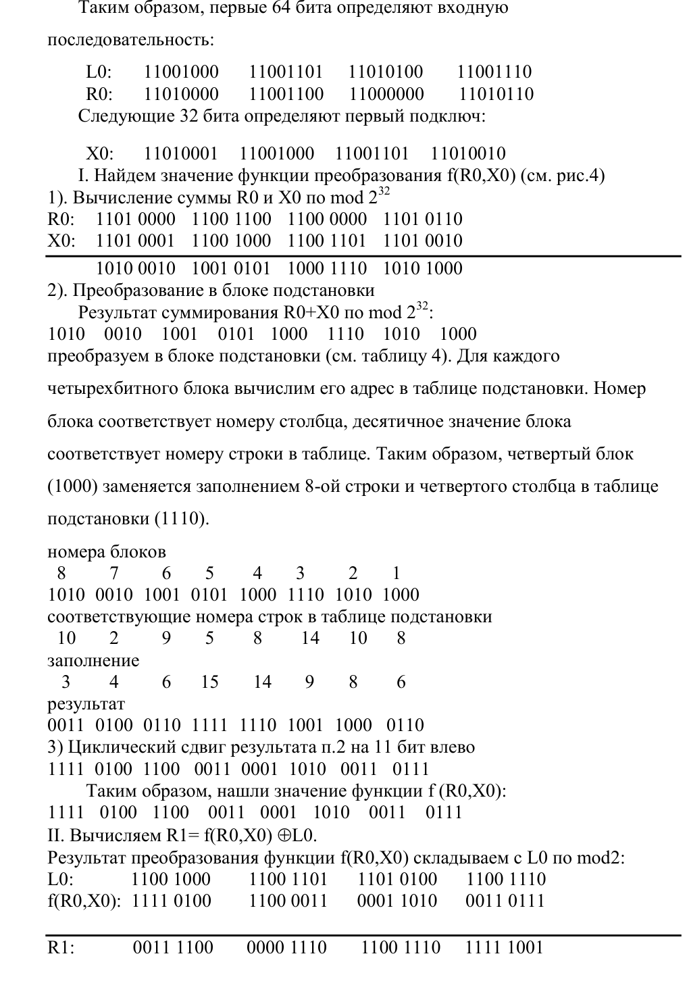 Таким образом, первые 64 бита определяют входную
последовательность:
L0: 11001000 11001101 11010100 11001110
R0: 11010000 11001100 11000000 11010110
Следующие 32 бита определяют первый подключ:
X0: 11010001 11001000 11001101 11010010
I. Найдем значение функции преобразования f(R0,X0) (см. рис.4)
1). Вычисление суммы R0 и X0 по mod 2³²
R0: 1101 0000 1100 1100 1100 0000 1101 0110
X0: 1101 0001 1100 1000 1100 1101 1101 0010
1010 0010 1001 0101 1000 1110 1010 1000
2). Преобразование в блоке подстановки
Результат суммирования R0+X0 по mod 2³²:
1010 0010 1001 0101 1000 1110 1010 1000
преобразуем в блоке подстановки (см. таблицу 4). Для каждого
четырехбитного блока вычислим его адрес в таблице подстановки. Номер
блока соответствует номеру столбца, десятичное значение блока
соответствует номеру строки в таблице. Таким образом, четвертый блок
(1000) заменяется заполнением 8-ой строки и четвертого столбца в таблице
подстановки (1110).
номера блоков
8 7 6 5 4 3 2 1
1010 0010 1001 0101 1000 1110 1010 1000
соответствующие номера строк в таблице подстановки
10 2 9 5 8 14 10 8
заполнение
3 4 6 15 14 9 8 6
результат
0011 0100 0110 1111 1110 1001 1000 0110
3) Циклический сдвиг результата п.2 на 11 бит влево
1111 0100 1100 0011 0001 1010 0011 0111
Таким образом, нашли значение функции f (R0,X0):
1111 0100 1100 0011 0001 1010 0011 0111
II. Вычисляем R1= f(R0,X0) ⊕L0.
Результат преобразования функции f(R0,X0) складываем с L0 по mod2:
L0: 1100 1000 1100 1101 1101 0100 1100 1110
f(R0,X0): 1111 0100 1100 0011 0001 1010 0011 0111
R1: 0011 1100 0000 1110 1100 1110 1111 1001